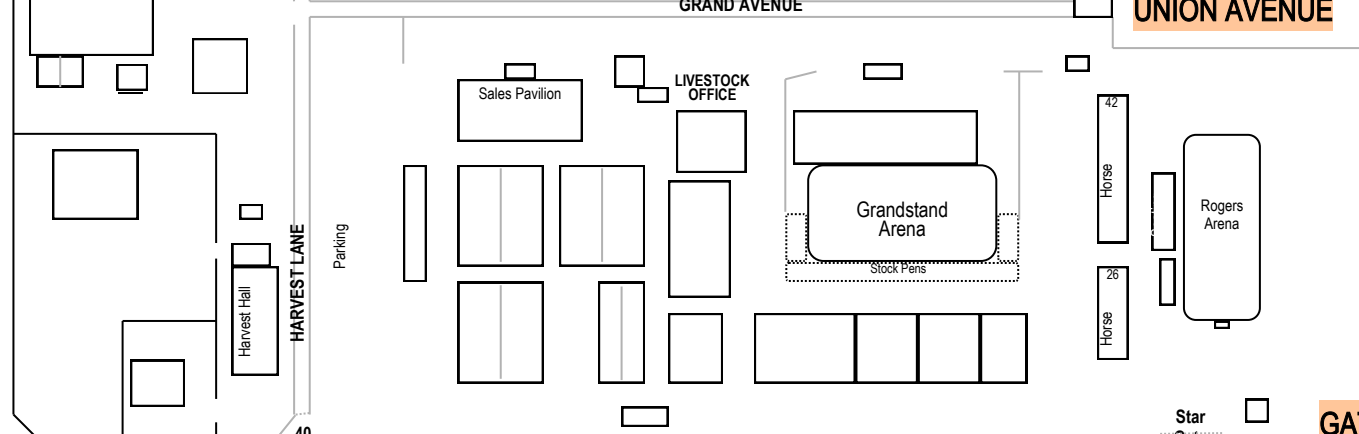 GRAND AVENUE
UNION AVENUE
LIVESTOCK
OFFICE
Sales Pavilion
42
Horse
Rogers
Arena
Grandstand
Arena
Parking
HARVEST LANE
Stock Pens
26
Harvest Hall
Horse
Star
40